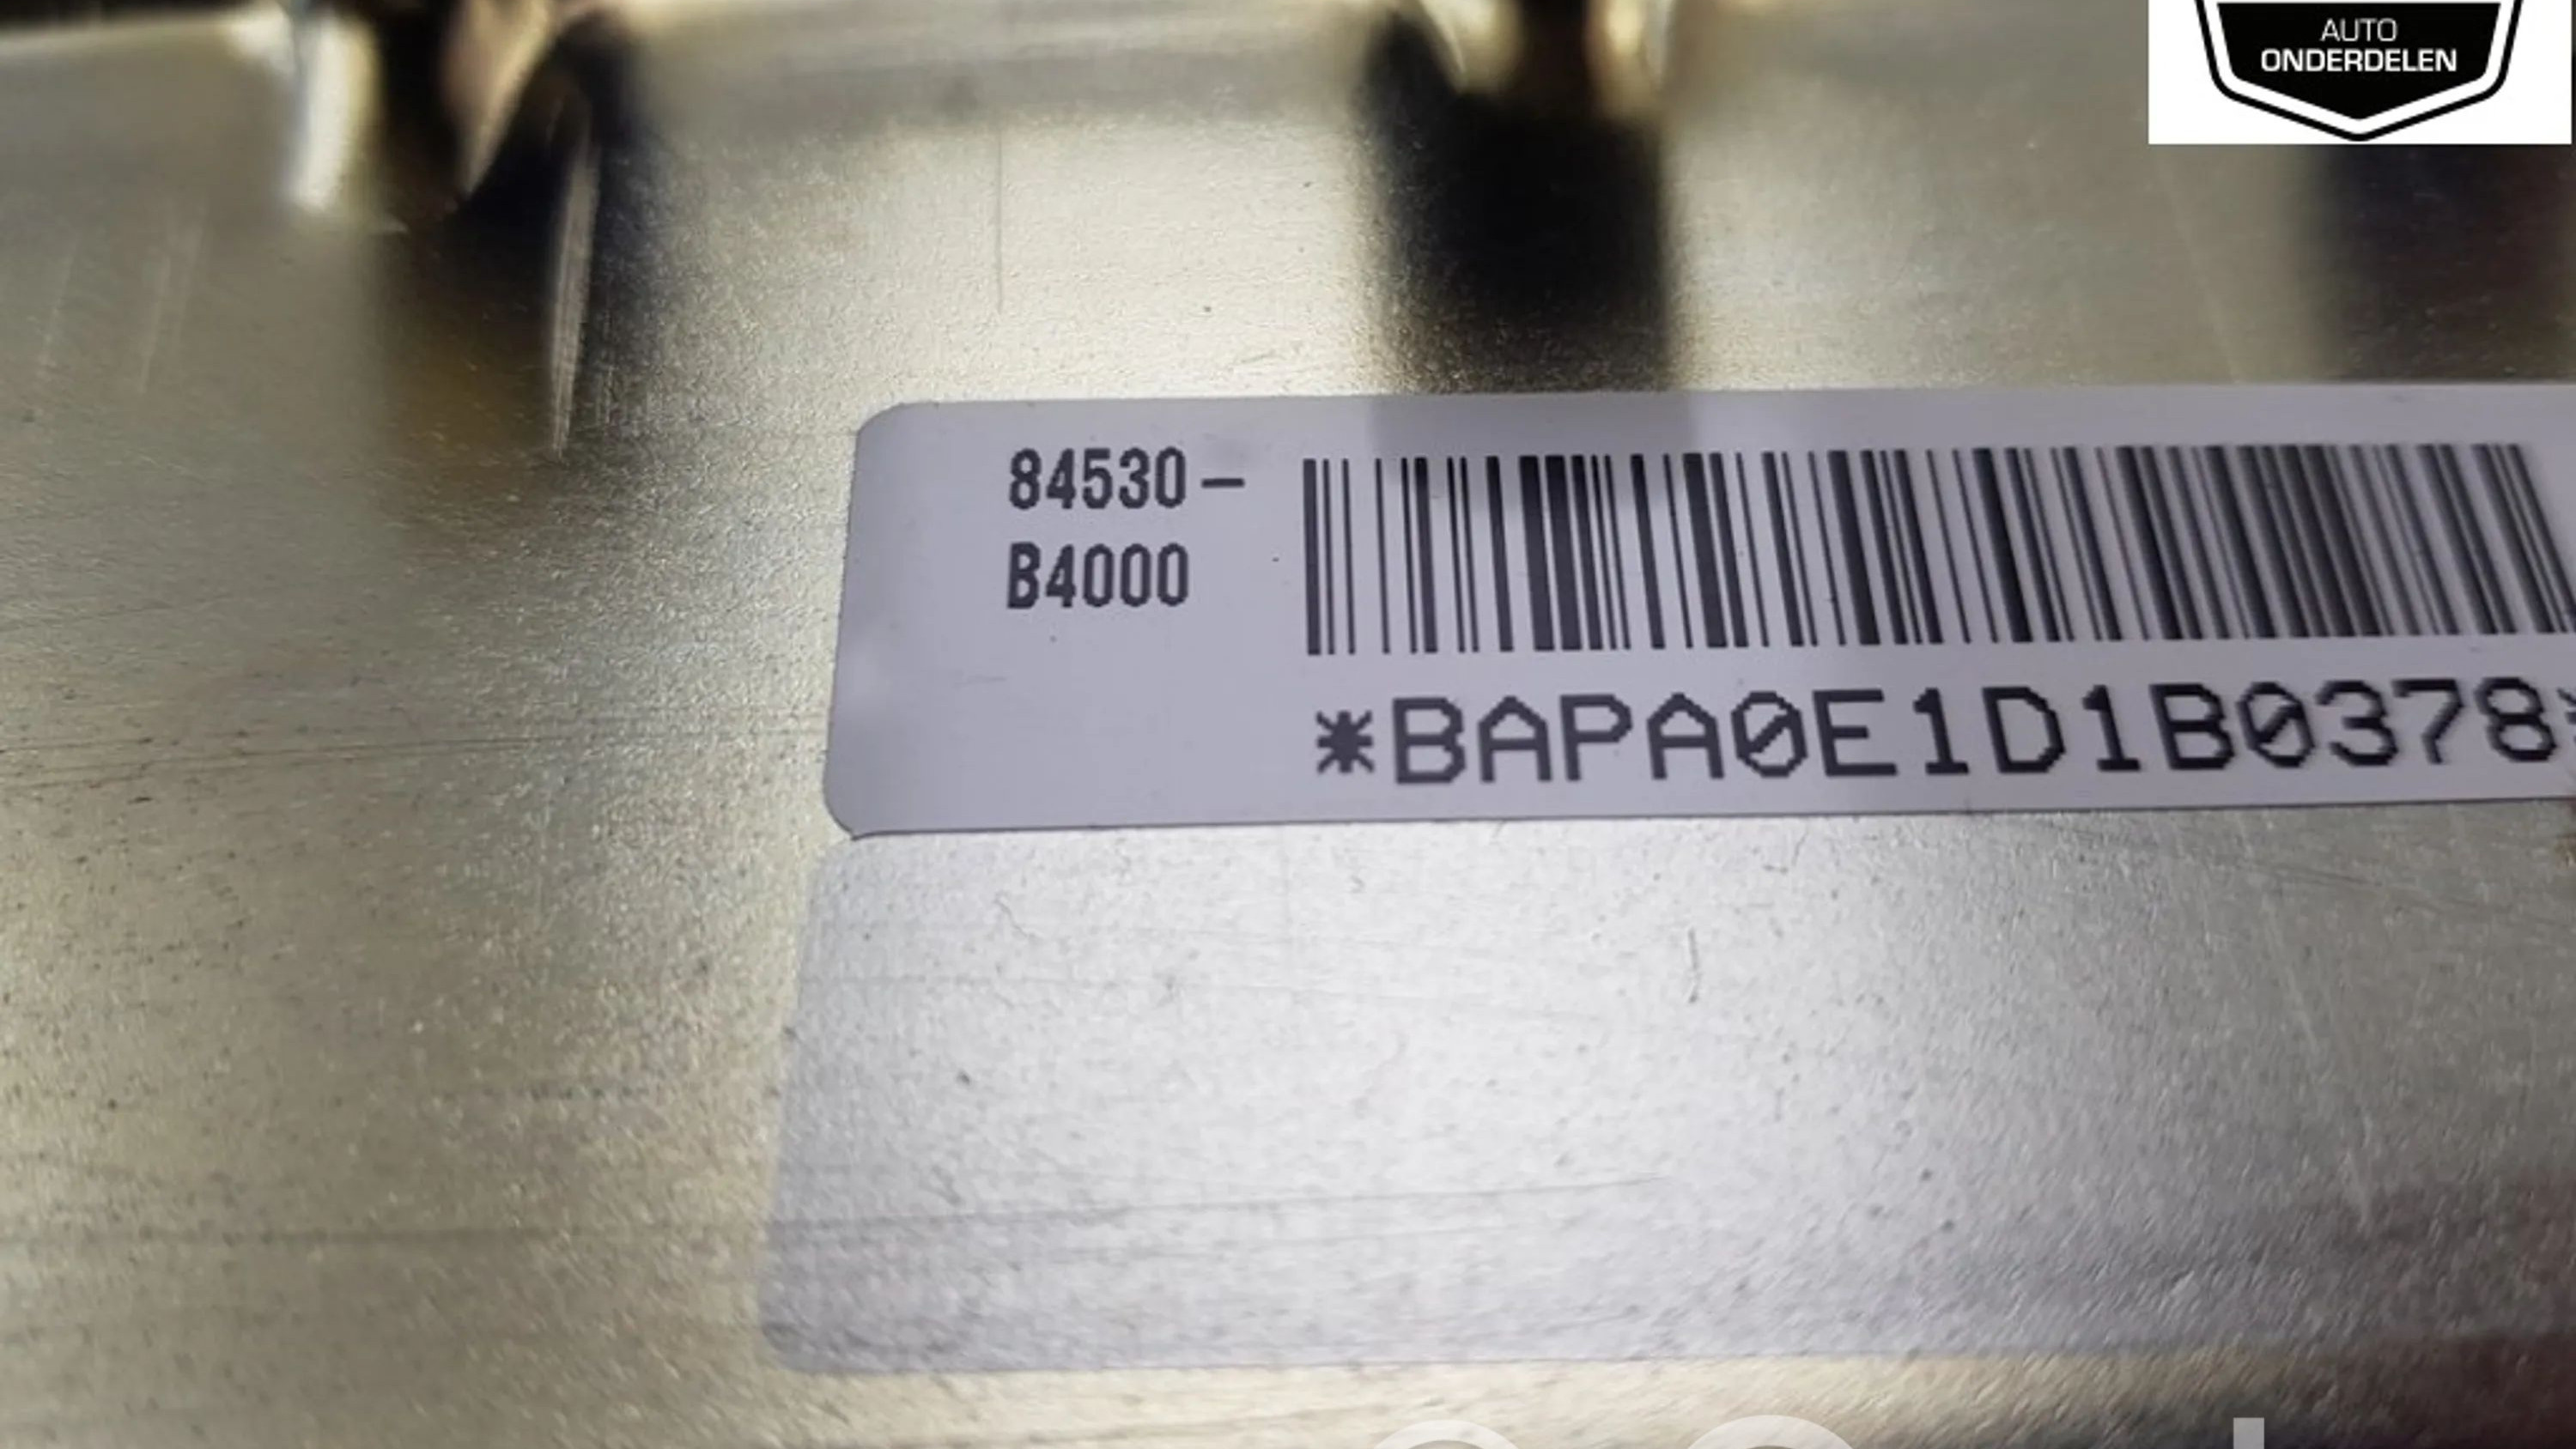 AUTO
ONDERDELEN
84530-
B4000
*BAPA0E1D1B0378*